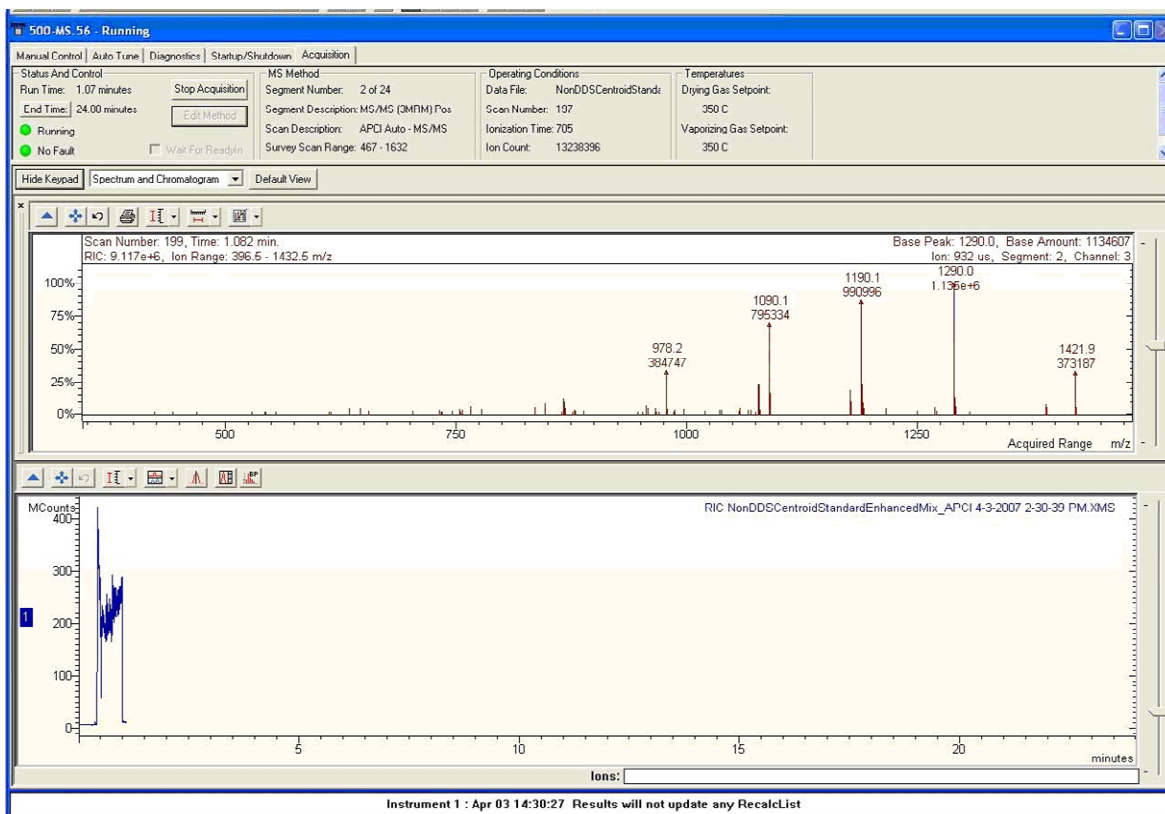 500-MS.56 - Running
Manual Control Auto Tune Diagnostics Startup/Shutdown Acquisition
Status And Control
Run Time: 1.07 minutes Stop Acquisition
End Time: 24.00 minutes Edit Method
Running
No Fault Wait For ReadyIn
MS Method
Segment Number: 2 of 24
Segment Description: MS/MS (3MRM) Pos
Scan Description: APCI Auto - MS/MS
Survey Scan Range: 467 - 1632
Operating Conditions
Data File: NonDDSCentroidStanda
Scan Number: 197
Ionization Time: 705
Ion Count: 13238396
Temperatures
Drying Gas Setpoint:
350 C
Vaporizing Gas Setpoint:
350 C
Hide Keypad Spectrum and Chromatogram Default View
Scan Number: 199, Time: 1.082 min.
RIC: 9.117e+6, Ion Range: 396.5 - 1432.5 m/z
Base Peak: 1290.0, Base Amount: 1134607
Ion: 932 us, Segment: 2, Channel: 3
100%
75%
50%
25%
0%
978.2
384747
1090.1
795334
1190.1
990996
1290.0
1.135e+6
1421.9
373187
500 750 1000 1250
Acquired Range m/z
MCounts
RIC NonDDSCentroidStandardEnhancedMix_APCI 4-3-2007 2-30-39 PM.XMS
400
300
200
100
0
1
5 10 15 20
minutes
Ions:
Instrument 1 : Apr 03 14:30:27 Results will not update any RecalcList